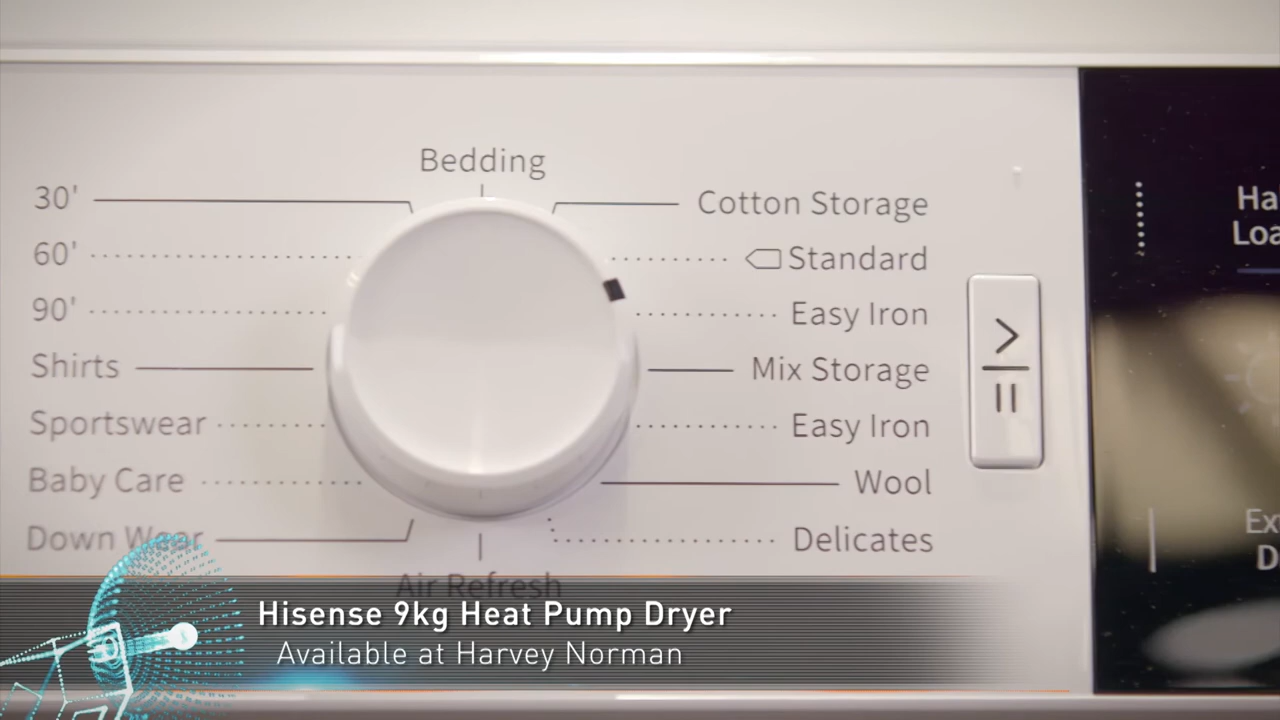 Bedding
30'
60'
90'
Shirts
Sportswear
Baby Care
Down Wear
Cotton Storage
Standard
Easy Iron
Mix Storage
Easy Iron
Wool
Delicates
Air Refresh
Hisense 9kg Heat Pump Dryer
Available at Harvey Norman